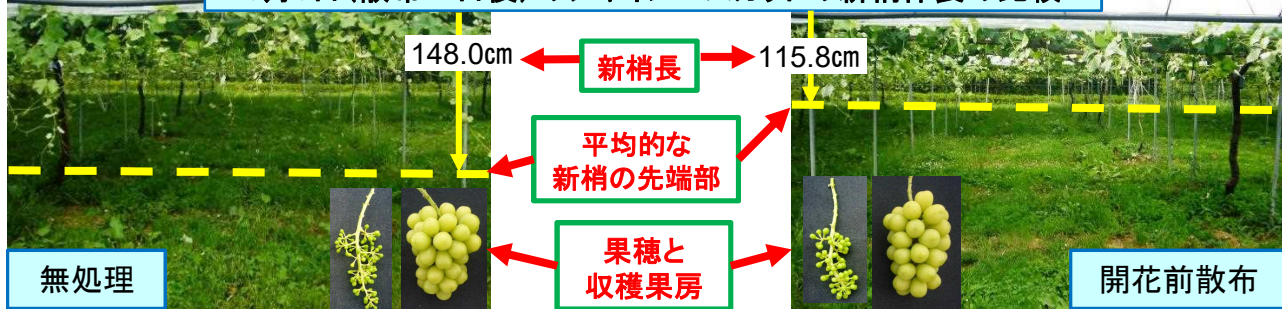 148.0cm
新梢長
115.8cm
平均的な
新梢の先端部
果穂と
収穫果房
無処理
開花前散布